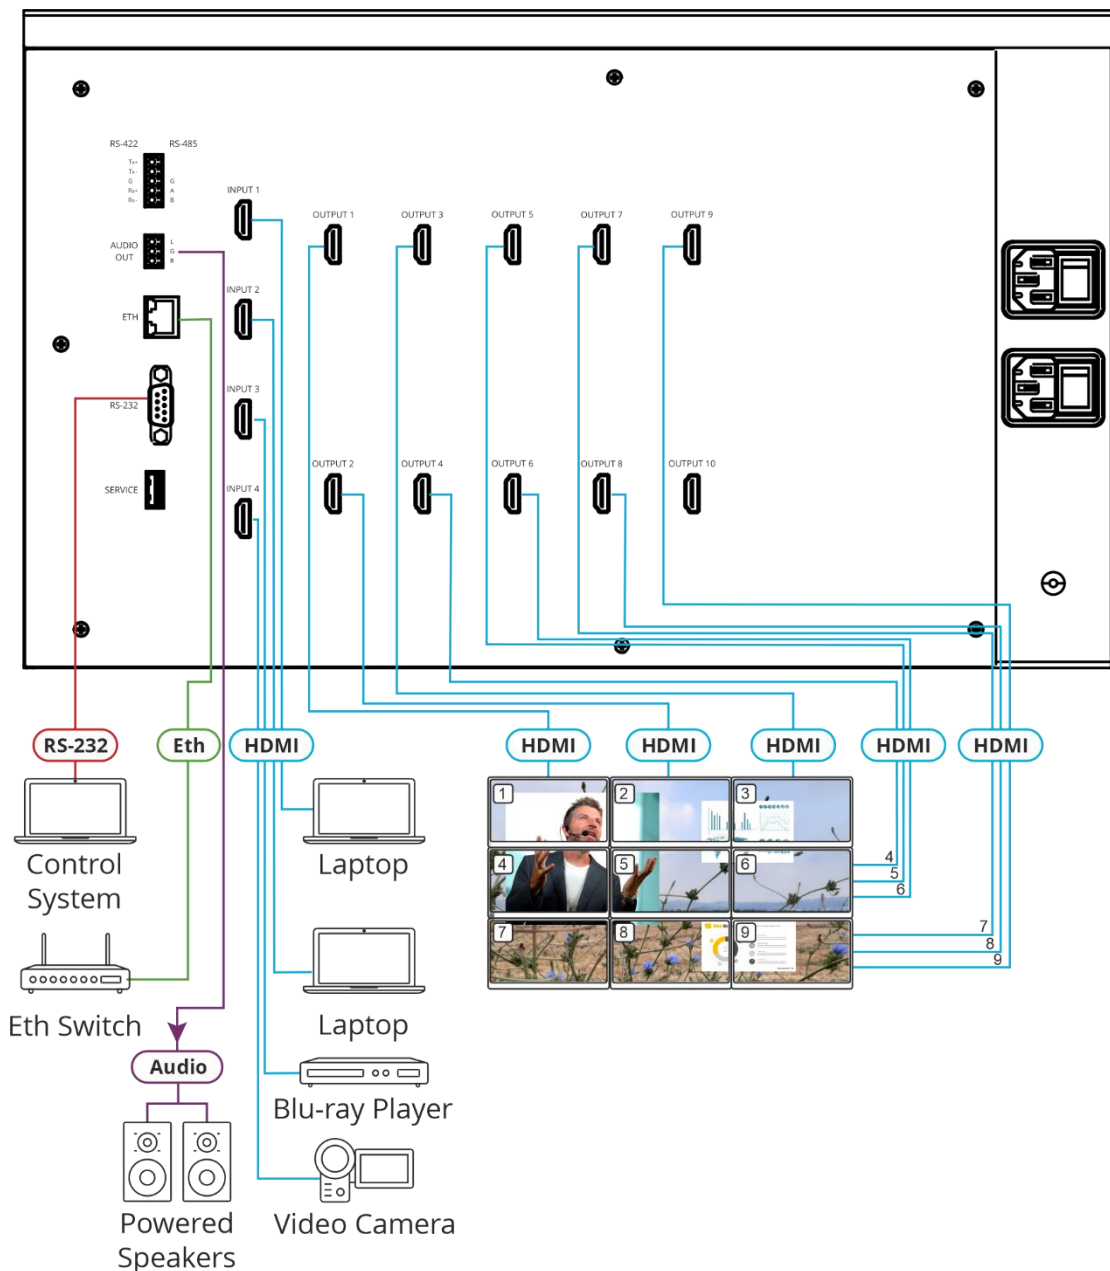 RS-422 RS-485
Tx+
Tx-
G G
Rx+ A
Rx- B
AUDIO
OUT
L
G
R
ETH
RS-232
SERVICE
INPUT 1
INPUT 2
INPUT 3
INPUT 4
OUTPUT 1 OUTPUT 3 OUTPUT 5 OUTPUT 7 OUTPUT 9
OUTPUT 2 OUTPUT 4 OUTPUT 6 OUTPUT 8 OUTPUT 10
RS-232 Eth HDMI HDMI HDMI HDMI HDMI HDMI
Control
System
Laptop
1 2 3
4 5 6
7 8 9
4
5
6
7
8
9
Eth Switch
Laptop
Audio
Blu-ray Player
Powered
Speakers
Video Camera